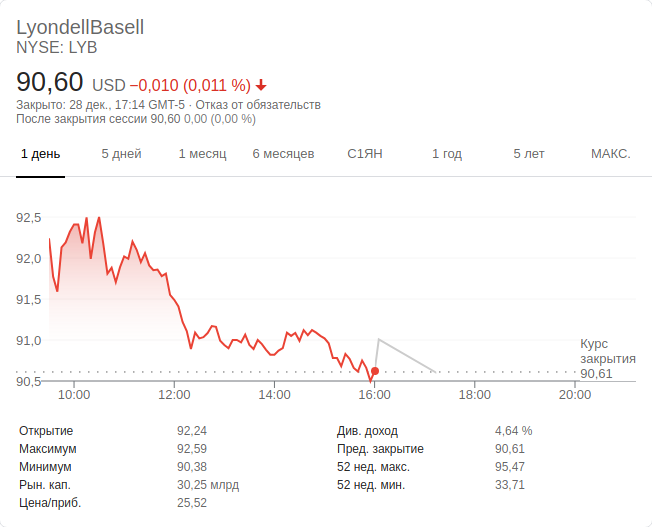 LyondellBasell
NYSE: LYB
90,60 USD −0,010 (0,011 %)
Закрыто: 28 дек., 17:14 GMT-5 · Отказ от обязательств
После закрытия сессии 90,60 0,00 (0,00 %)
1 день 5 дней 1 месяц 6 месяцев С1ЯН 1 год 5 лет МАКС.
92,5
92,0
91,5
91,0
Курс
закрытия
90,61
90,5
10:00 12:00 14:00 16:00 18:00 20:00
Открытие 92,24 Див. доход 4,64 %
Максимум 92,59 Пред. закрытие 90,61
Минимум 90,38 52 нед. макс. 95,47
Рын. кап. 30,25 млрд 52 нед. мин. 33,71
Цена/приб. 25,52